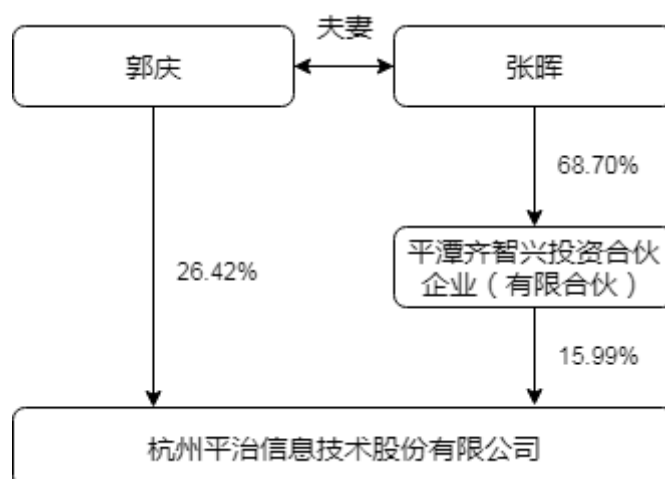 夫妻
郭庆
张晖
68.70%
26.42%
平潭齐智兴投资合伙
企业（有限合伙）
15.99%
杭州平治信息技术股份有限公司